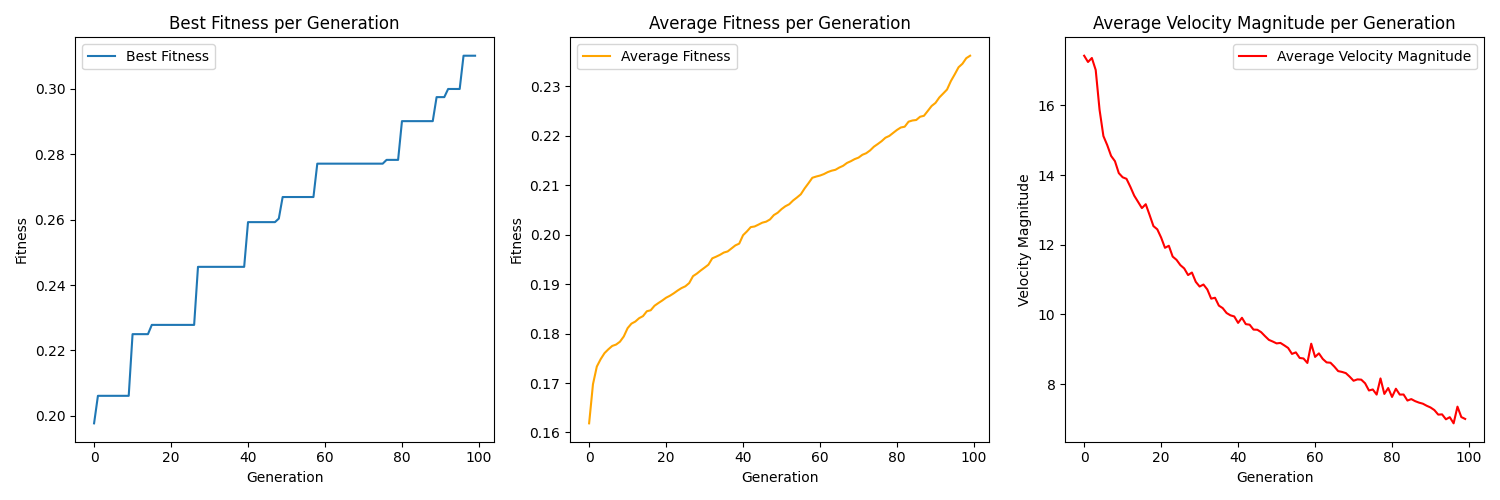 Best Fitness per Generation
Best Fitness
Fitness
0.30
0.28
0.26
0.24
0.22
0.20
0 20 40 60 80 100
Generation
Average Fitness per Generation
Average Fitness
Fitness
0.23
0.22
0.21
0.20
0.19
0.18
0.17
0.16
0 20 40 60 80 100
Generation
Average Velocity Magnitude per Generation
Average Velocity Magnitude
Velocity Magnitude
16
14
12
10
8
0 20 40 60 80 100
Generation